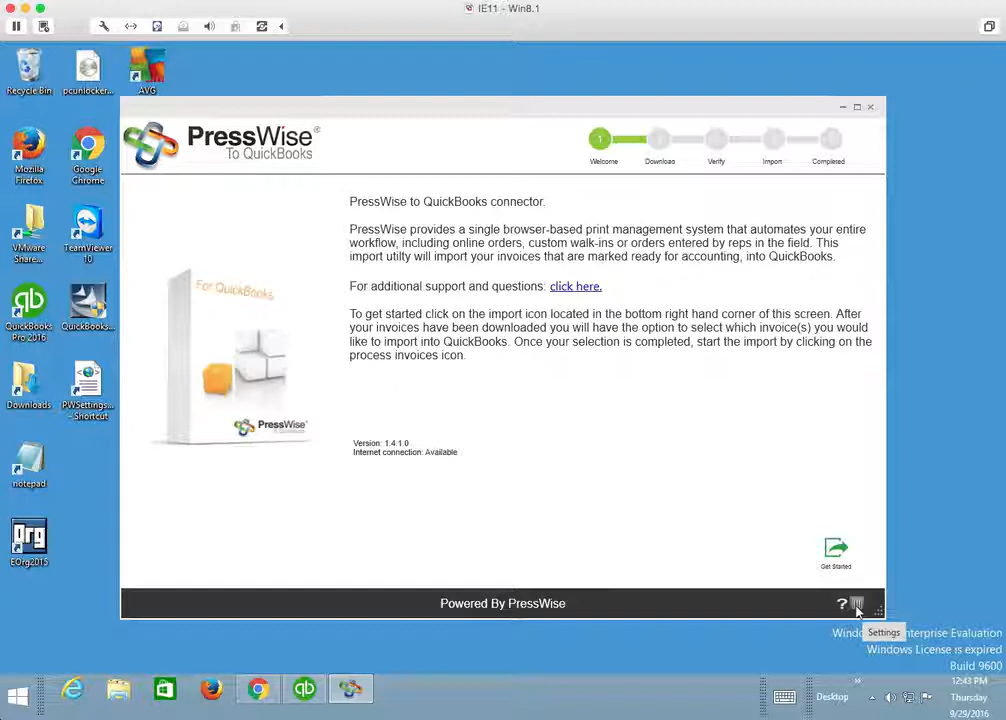 IE11 - Win8.1
Recycle Bin
pcunlocker...
AVG
Mozilla
Firefox
Google
Chrome
VMware
Share...
TeamViewer
10
QuickBooks
Pro 2016
QuickBooks...
Downloads
PWSettings...
- Shortcut
notepad
Org
EOrg2015
PressWise®
To QuickBooks
1
Welcome
Download
Verify
Import
Completed
PressWise to QuickBooks connector.
PressWise provides a single browser-based print management system that automates your entire
workflow, including online orders, custom walk-ins or orders entered by reps in the field. This
import utilty will import your invoices that are marked ready for accounting, into QuickBooks.
For additional support and questions: click here.
To get started click on the import icon located in the bottom right hand corner of this screen. After
your invoices have been downloaded you will have the option to select which invoice(s) you would
like to import into QuickBooks. Once your selection is completed, start the import by clicking on the
process invoices icon.
For QuickBooks
PressWise
Version: 1.4.1.0
Internet connection: Available
Get Started
Powered By PressWise
?
Settings
nterprise Evaluation
Windows License is expired
Build 9600
Desktop
12:43 PM
Thursday
9/29/2016